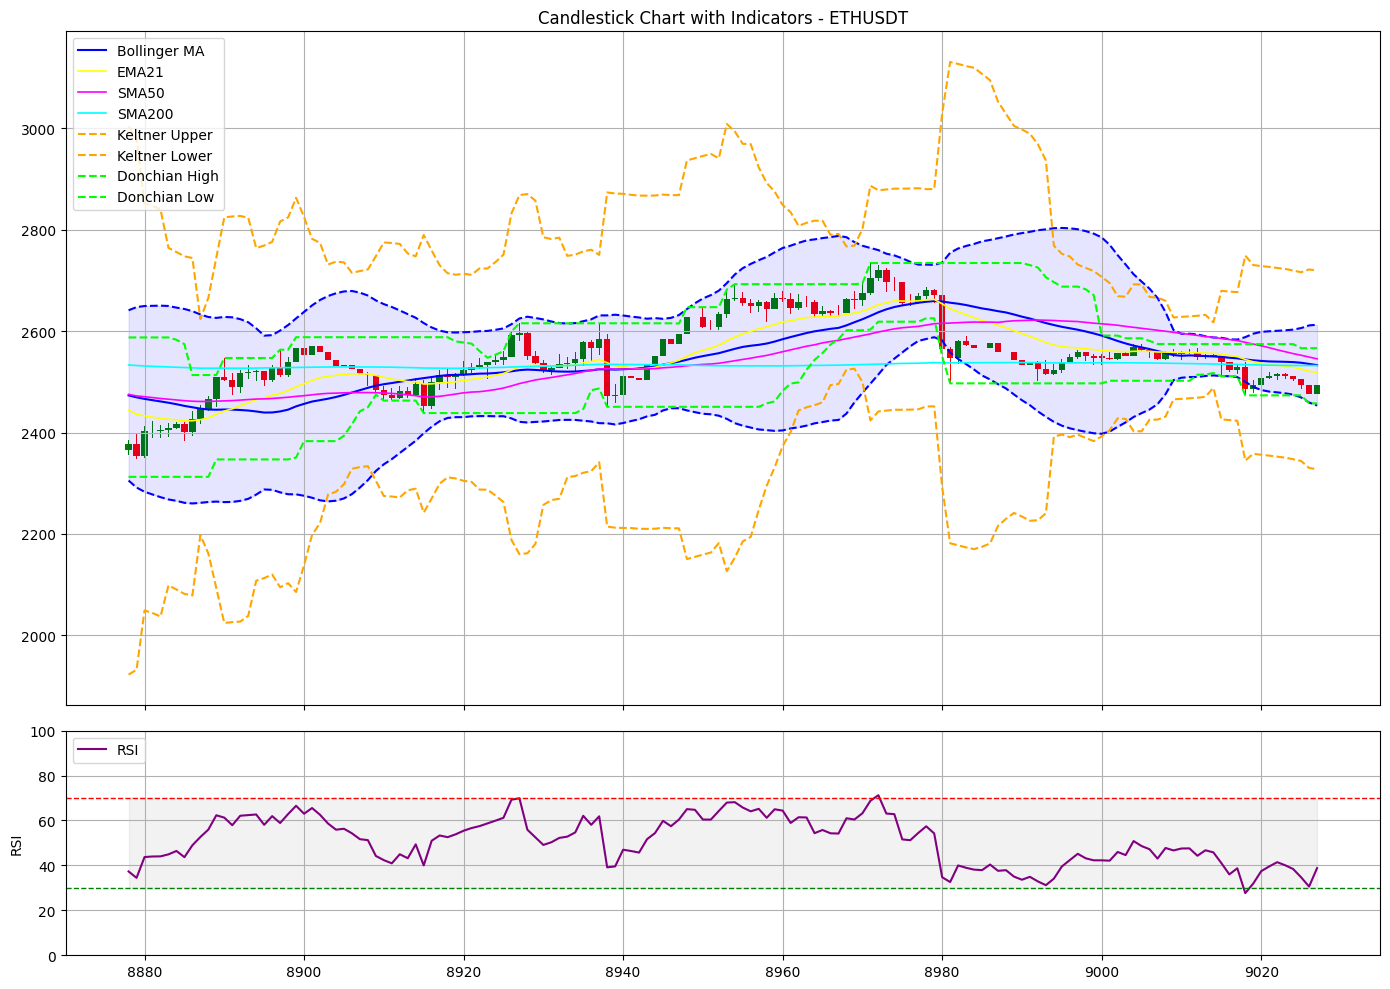 Candlestick Chart with Indicators - ETHUSDT
Bollinger MA
EMA21
SMA50
SMA200
Keltner Upper
Keltner Lower
Donchian High
Donchian Low
3000
2800
2600
2400
2200
2000
RSI
100
80
60
40
20
0
RSI
8880
8900
8920
8940
8960
8980
9000
9020